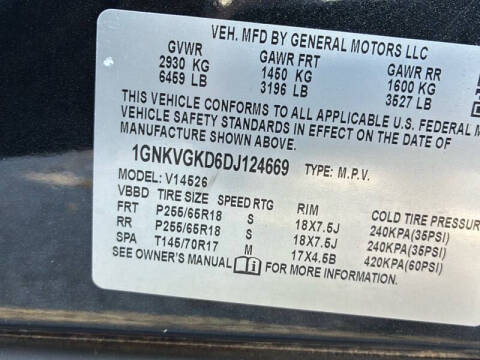 VEH. MFD BY GENERAL MOTORS LLC
GVWR GAWR FRT GAWR RR
2930 KG 1450 KG 1600 KG
6459 LB 3196 LB 3527 LB
THIS VEHICLE CONFORMS TO ALL APPLICABLE U.S. FEDERAL M
VEHICLE SAFETY STANDARDS IN EFFECT ON THE DATE OF
MANUFACTURE SHOWN ABOVE.
1GNKVGKD6DJ124669 TYPE: M.P.V.
MODEL: V14526
VBBD TIRE SIZE SPEED RTG RIM COLD TIRE PRESSUR
FRT P255/65R18 S 18X7.5J 240KPA(35PSI)
RR P255/65R18 S 18X7.5J 240KPA(35PSI)
SPA T145/70R17 M 17X4.5B 420KPA(60PSI)
SEE OWNER'S MANUAL FOR MORE INFORMATION.